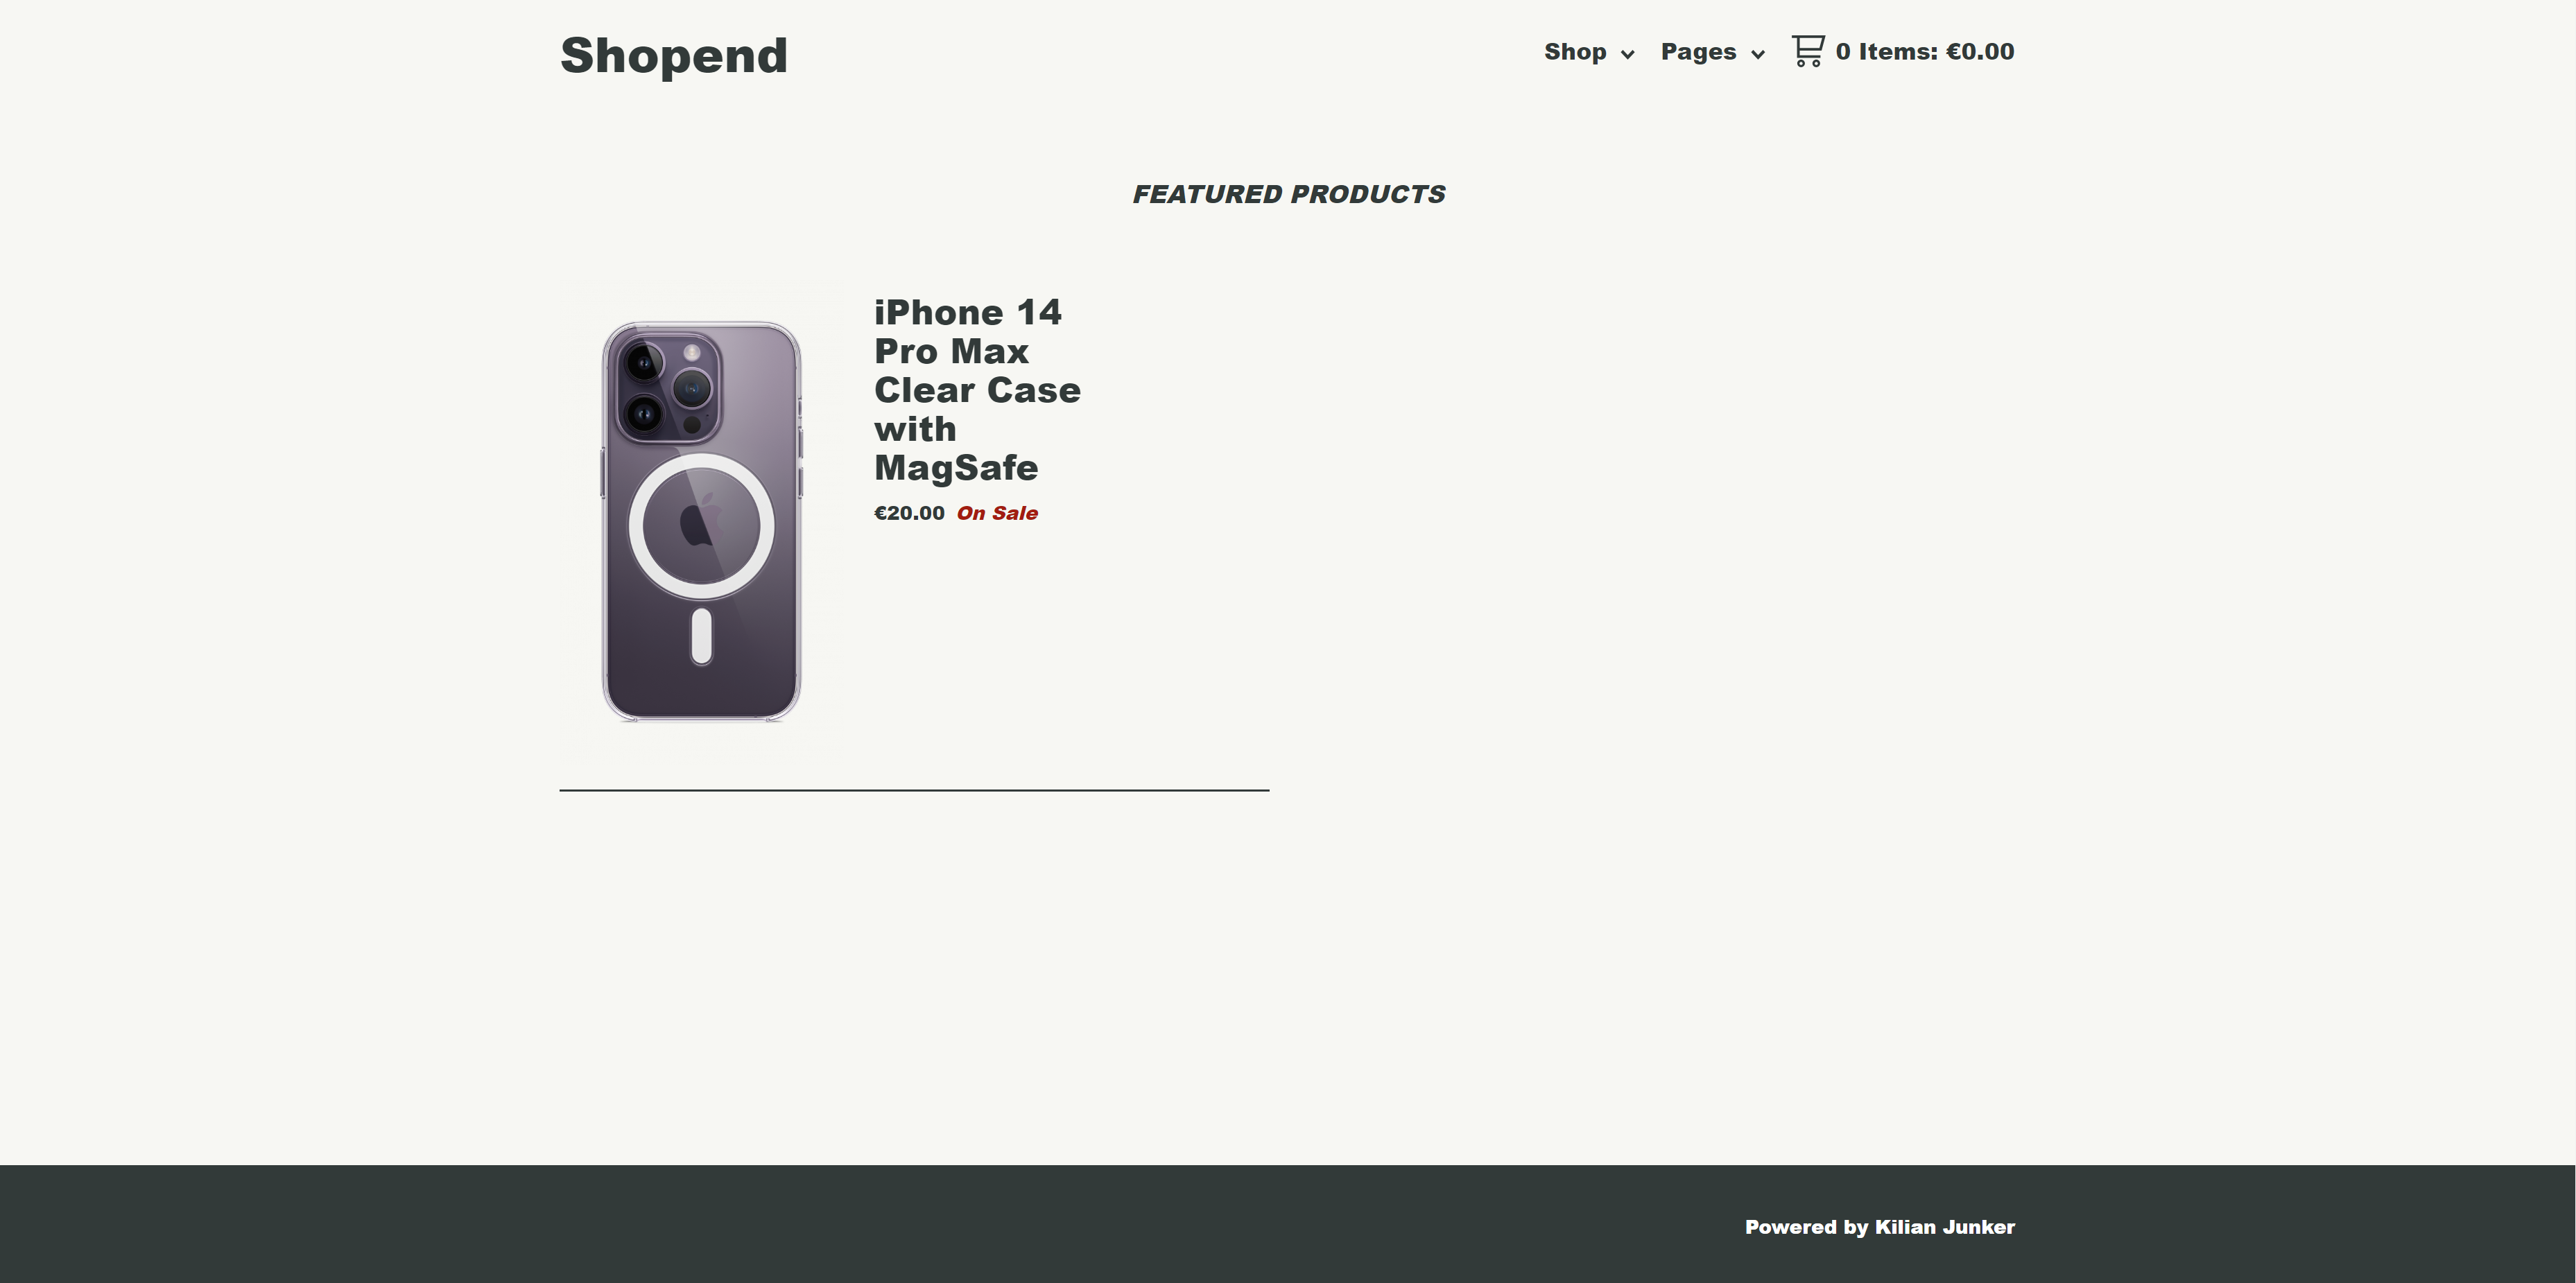 Shopend
Shop
Pages
0 Items: €0.00
FEATURED PRODUCTS
iPhone 14
Pro Max
Clear Case
with
MagSafe
€20.00 On Sale
Powered by Kilian Junker